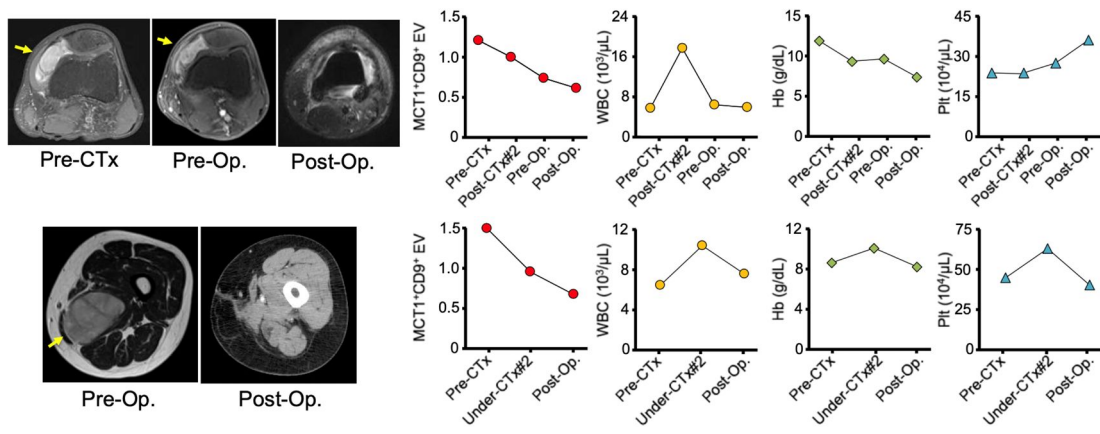 Pre-CTx
Pre-Op.
Post-Op.
MCT1⁺CD9⁺ EV
1.5
1.0
0.5
0
Pre-CTx
Post-CTx#2
Pre-Op.
Post-Op.
WBC (10³/μL)
24
16
8
0
Pre-CTx
Post-CTx#2
Pre-Op.
Post-Op.
Hb (g/dL)
15
10
5
0
Pre-CTx
Post-CTx#2
Pre-Op.
Post-Op.
Plt (10⁴/μL)
45
30
15
0
Pre-CTx
Post-CTx#2
Pre-Op.
Post-Op.
Pre-Op.
Post-Op.
MCT1⁺CD9⁺ EV
1.5
1.0
0.5
0
Pre-CTx
Under-CTx#2
Post-Op.
WBC (10³/μL)
12
8
4
0
Pre-CTx
Under-CTx#2
Post-Op.
Hb (g/dL)
12
8
4
0
Pre-CTx
Under-CTx#2
Post-Op.
Plt (10⁴/μL)
75
50
25
0
Pre-CTx
Under-CTx#2
Post-Op.